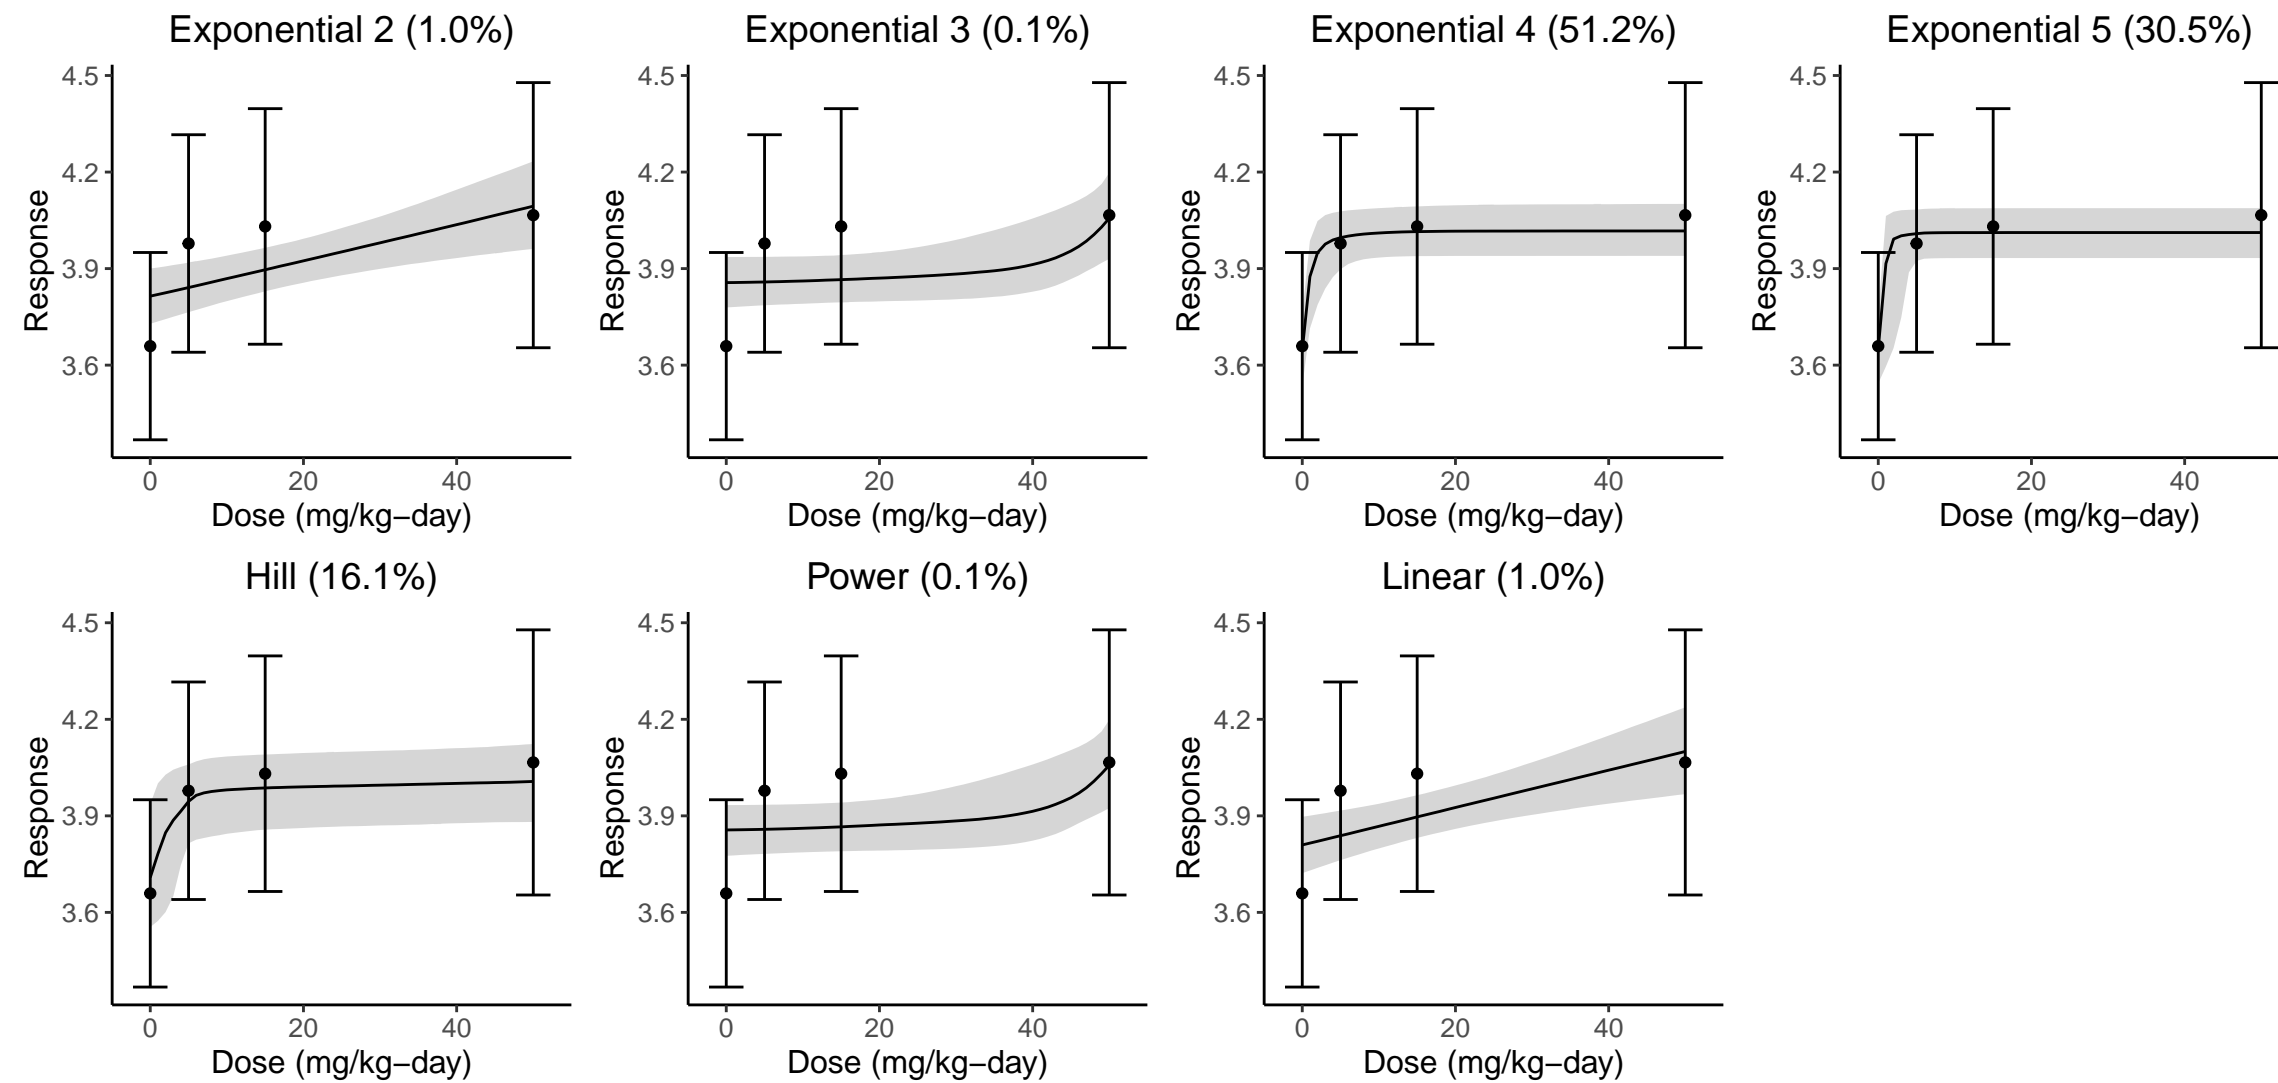 Exponential 2 (1.0%)
Response
4.5
4.2
3.9
3.6
0 20 40
Dose (mg/kg−day)
Exponential 3 (0.1%)
Response
4.5
4.2
3.9
3.6
0 20 40
Dose (mg/kg−day)
Exponential 4 (51.2%)
Response
4.5
4.2
3.9
3.6
0 20 40
Dose (mg/kg−day)
Exponential 5 (30.5%)
Response
4.5
4.2
3.9
3.6
0 20 40
Dose (mg/kg−day)
Hill (16.1%)
Response
4.5
4.2
3.9
3.6
0 20 40
Dose (mg/kg−day)
Power (0.1%)
Response
4.5
4.2
3.9
3.6
0 20 40
Dose (mg/kg−day)
Linear (1.0%)
Response
4.5
4.2
3.9
3.6
0 20 40
Dose (mg/kg−day)